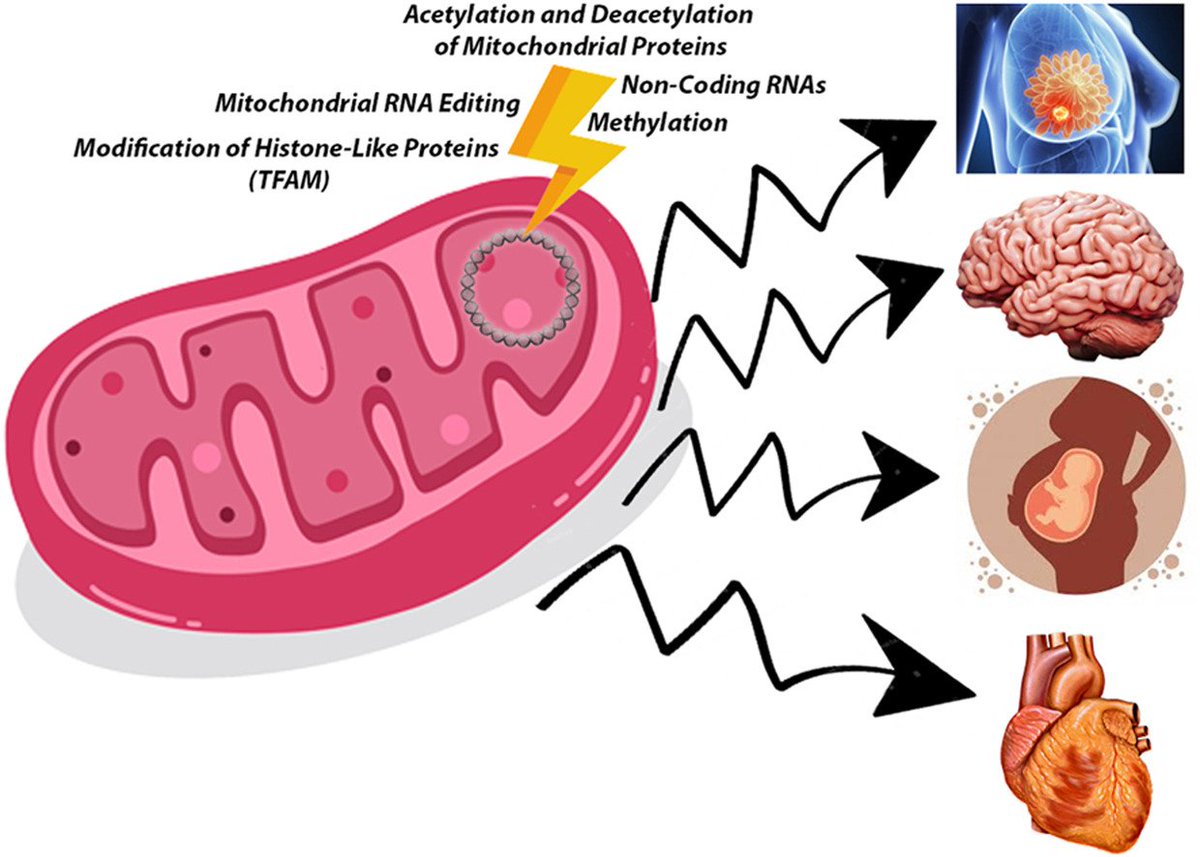 Acetylation and Deacetylation
of Mitochondrial Proteins
Mitochondrial RNA Editing
Non-Coding RNAs
Methylation
Modification of Histone-Like Proteins
(TFAM)